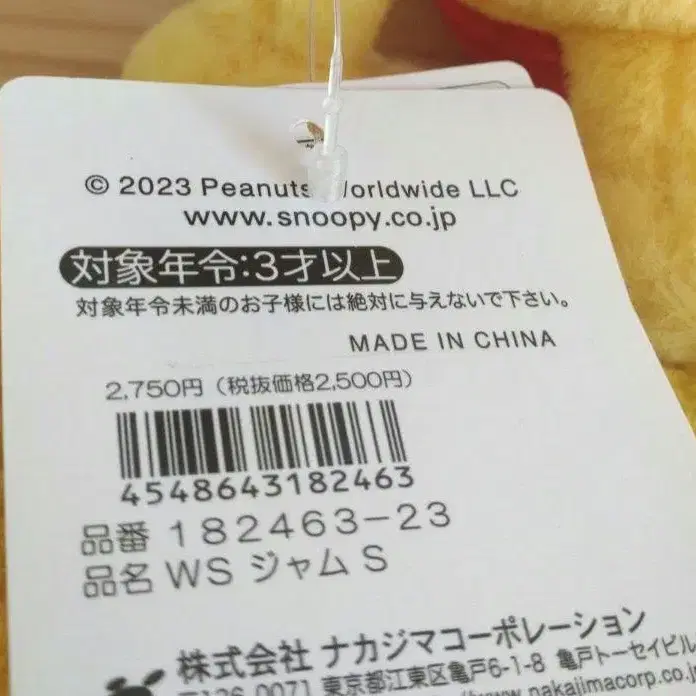 © 2023 Peanuts Worldwide LLC
www.snoopy.co.jp
対象年令:3才以上
対象年令未満のお子様には絶対に与えないで下さい。
MADE IN CHINA
2,750円（税抜価格2,500円）
4548643182463
品番 182463-23
品名 WS ジャム S
株式会社 ナカジマコーポレーション
〒136-0071 東京都江東区亀戸6-1-8 亀戸トーセイビル
www.nakajimacorp.co